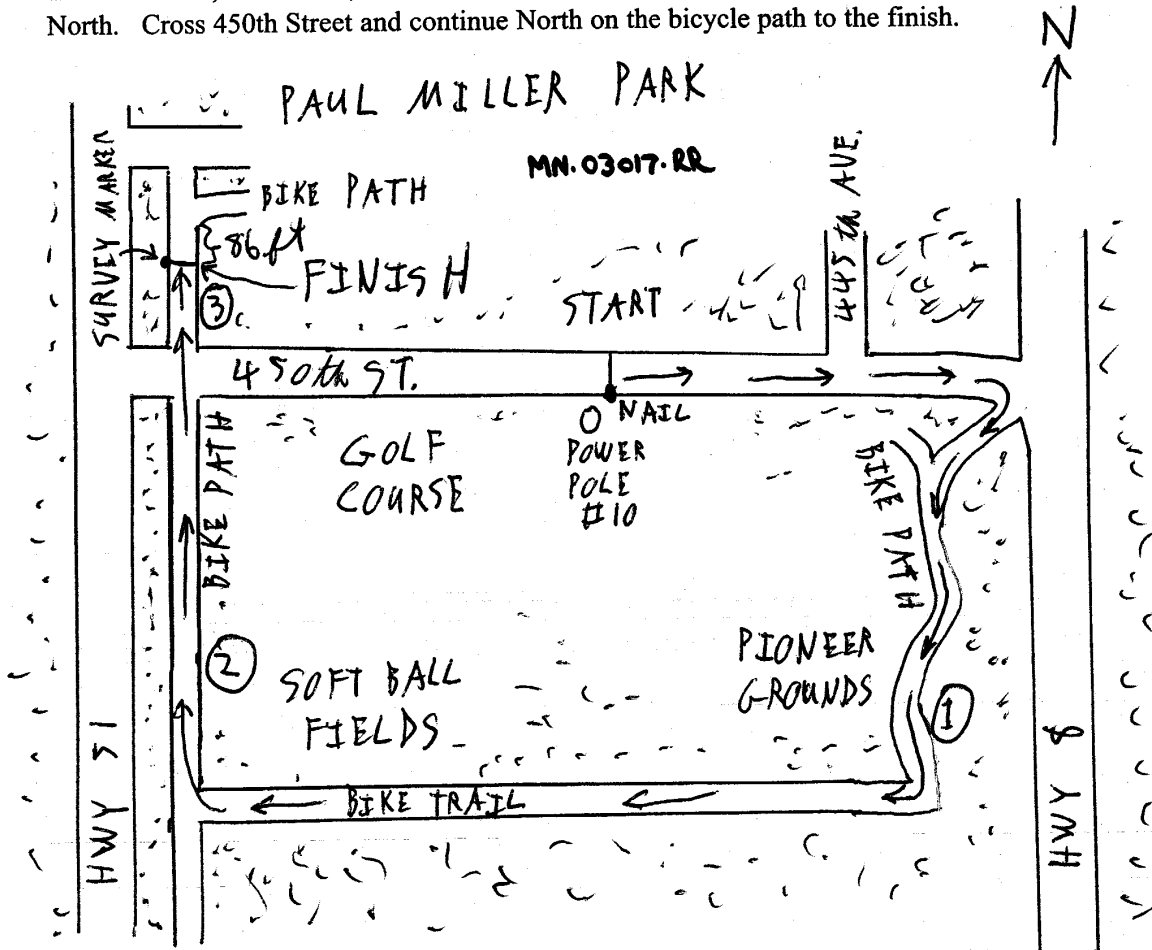 North. Cross 450th Street and continue North on the bicycle path to the finish.
N
PAUL MILLER PARK
MN. 03017. RR
SURVEY MARKER
BIKE PATH
86 ft
FINISH
3
START
445th AVE.
450th ST.
NAIL
0
POWER
POLE
#10
GOLF
COURSE
BIKE PATH
BIKE PATH
2
SOFT BALL
FIELDS
PIONEER
GROUNDS
1
HWY 51
BIKE TRAIL
HWY 8